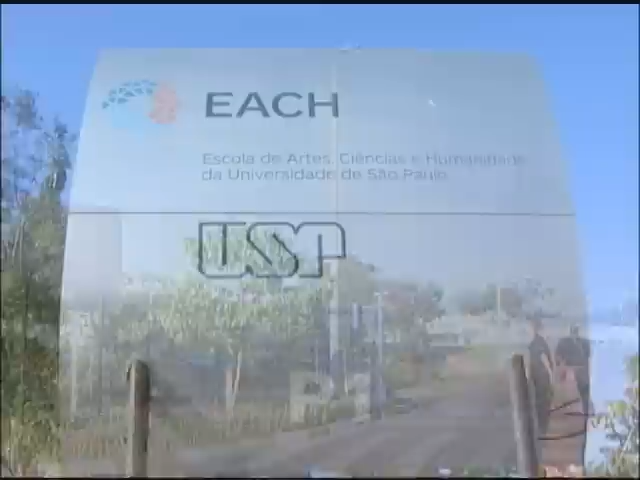 EACH
Escola de Artes, Ciências e Humanidades
da Universidade de São Paulo
USP